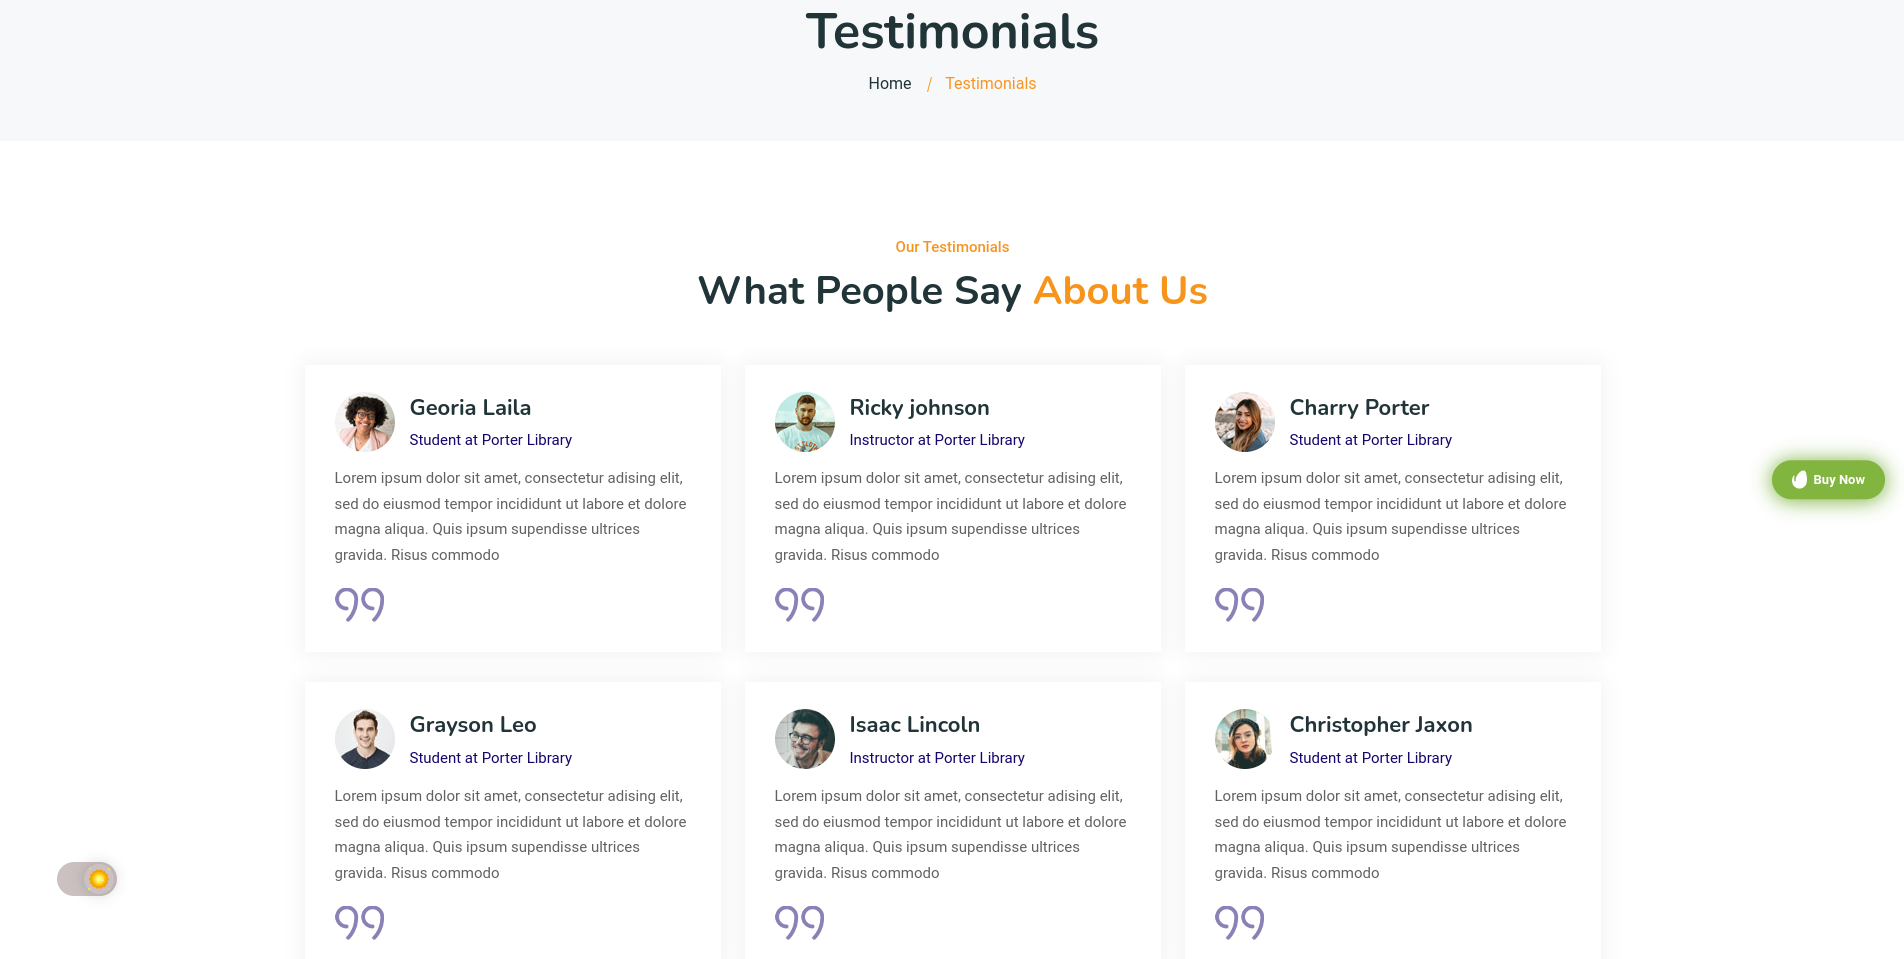 Testimonials
Home / Testimonials
Our Testimonials
What People Say About Us
Georia Laila
Student at Porter Library
Lorem ipsum dolor sit amet, consectetur adising elit,
sed do eiusmod tempor incididunt ut labore et dolore
magna aliqua. Quis ipsum supendisse ultrices
gravida. Risus commodo
Ricky johnson
Instructor at Porter Library
Lorem ipsum dolor sit amet, consectetur adising elit,
sed do eiusmod tempor incididunt ut labore et dolore
magna aliqua. Quis ipsum supendisse ultrices
gravida. Risus commodo
Charry Porter
Student at Porter Library
Lorem ipsum dolor sit amet, consectetur adising elit,
sed do eiusmod tempor incididunt ut labore et dolore
magna aliqua. Quis ipsum supendisse ultrices
gravida. Risus commodo
Buy Now
Grayson Leo
Student at Porter Library
Lorem ipsum dolor sit amet, consectetur adising elit,
sed do eiusmod tempor incididunt ut labore et dolore
magna aliqua. Quis ipsum supendisse ultrices
gravida. Risus commodo
Isaac Lincoln
Instructor at Porter Library
Lorem ipsum dolor sit amet, consectetur adising elit,
sed do eiusmod tempor incididunt ut labore et dolore
magna aliqua. Quis ipsum supendisse ultrices
gravida. Risus commodo
Christopher Jaxon
Student at Porter Library
Lorem ipsum dolor sit amet, consectetur adising elit,
sed do eiusmod tempor incididunt ut labore et dolore
magna aliqua. Quis ipsum supendisse ultrices
gravida. Risus commodo